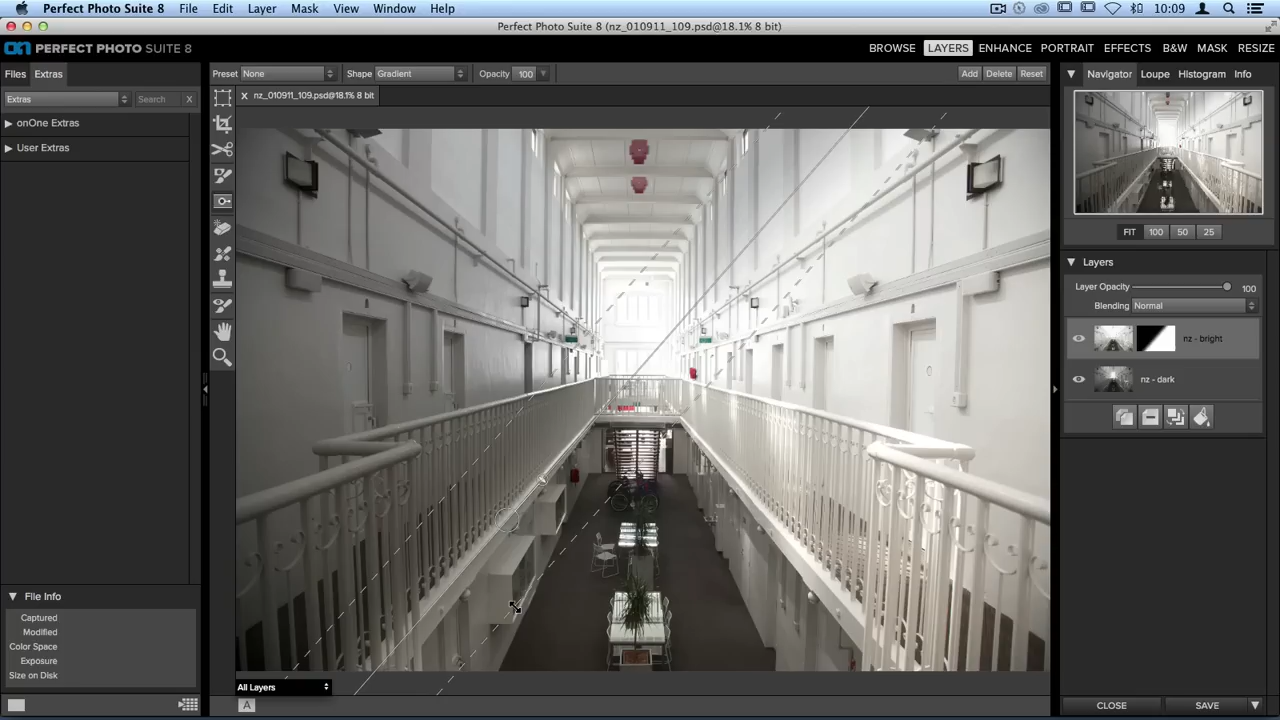 Perfect Photo Suite 8 File Edit Layer Mask View Window Help 10:09
Perfect Photo Suite 8 (nz_010911_109.psd@18.1% 8 bit)
on PERFECT PHOTO SUITE 8 BROWSE LAYERS ENHANCE PORTRAIT EFFECTS B&W MASK RESIZE
Files Extras Preset None Shape Gradient Opacity 100 Add Delete Reset Navigator Loupe Histogram Info
Extras Search X X nz_010911_109.psd@18.1% 8 bit
onOne Extras
User Extras
FIT 100 50 25
Layers
Layer Opacity 100
Blending Normal
nz - bright
nz - dark
File Info
Captured
Modified
Color Space
Exposure
Size on Disk
All Layers
A CLOSE SAVE